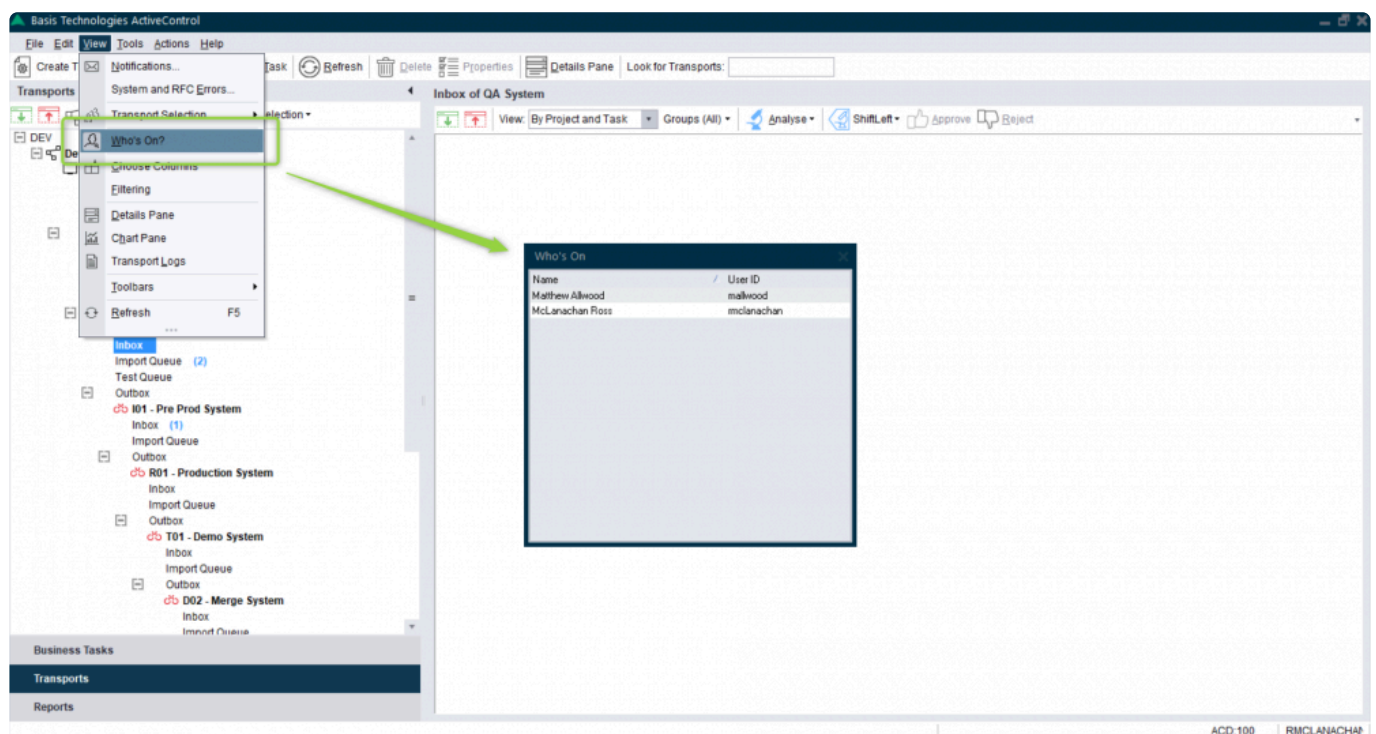 Basis Technologies ActiveControl
File Edit View Tools Actions Help
Create T Task Refresh Delete Properties Details Pane Look for Transports:
Notifications...
System and RFC Errors...
Transport Selection
Who's On?
Choose Columns
Filtering
Details Pane
Chart Pane
Transport Logs
Toolbars
Refresh F5
Transports
election
DEV
De
Inbox
Import Queue (2)
Test Queue
Outbox
I01 - Pre Prod System
Inbox (1)
Import Queue
Outbox
R01 - Production System
Inbox
Import Queue
Outbox
T01 - Demo System
Inbox
Import Queue
Outbox
D02 - Merge System
Inbox
Import Queue
Business Tasks
Transports
Reports
Inbox of QA System
View: By Project and Task Groups (All) Analyse ShiftLeft Approve Reject
Who's On
Name / User ID
Matthew Allwood mallwood
McLanachan Ross rmclanachan
ACD:100 RMCLANACHAN